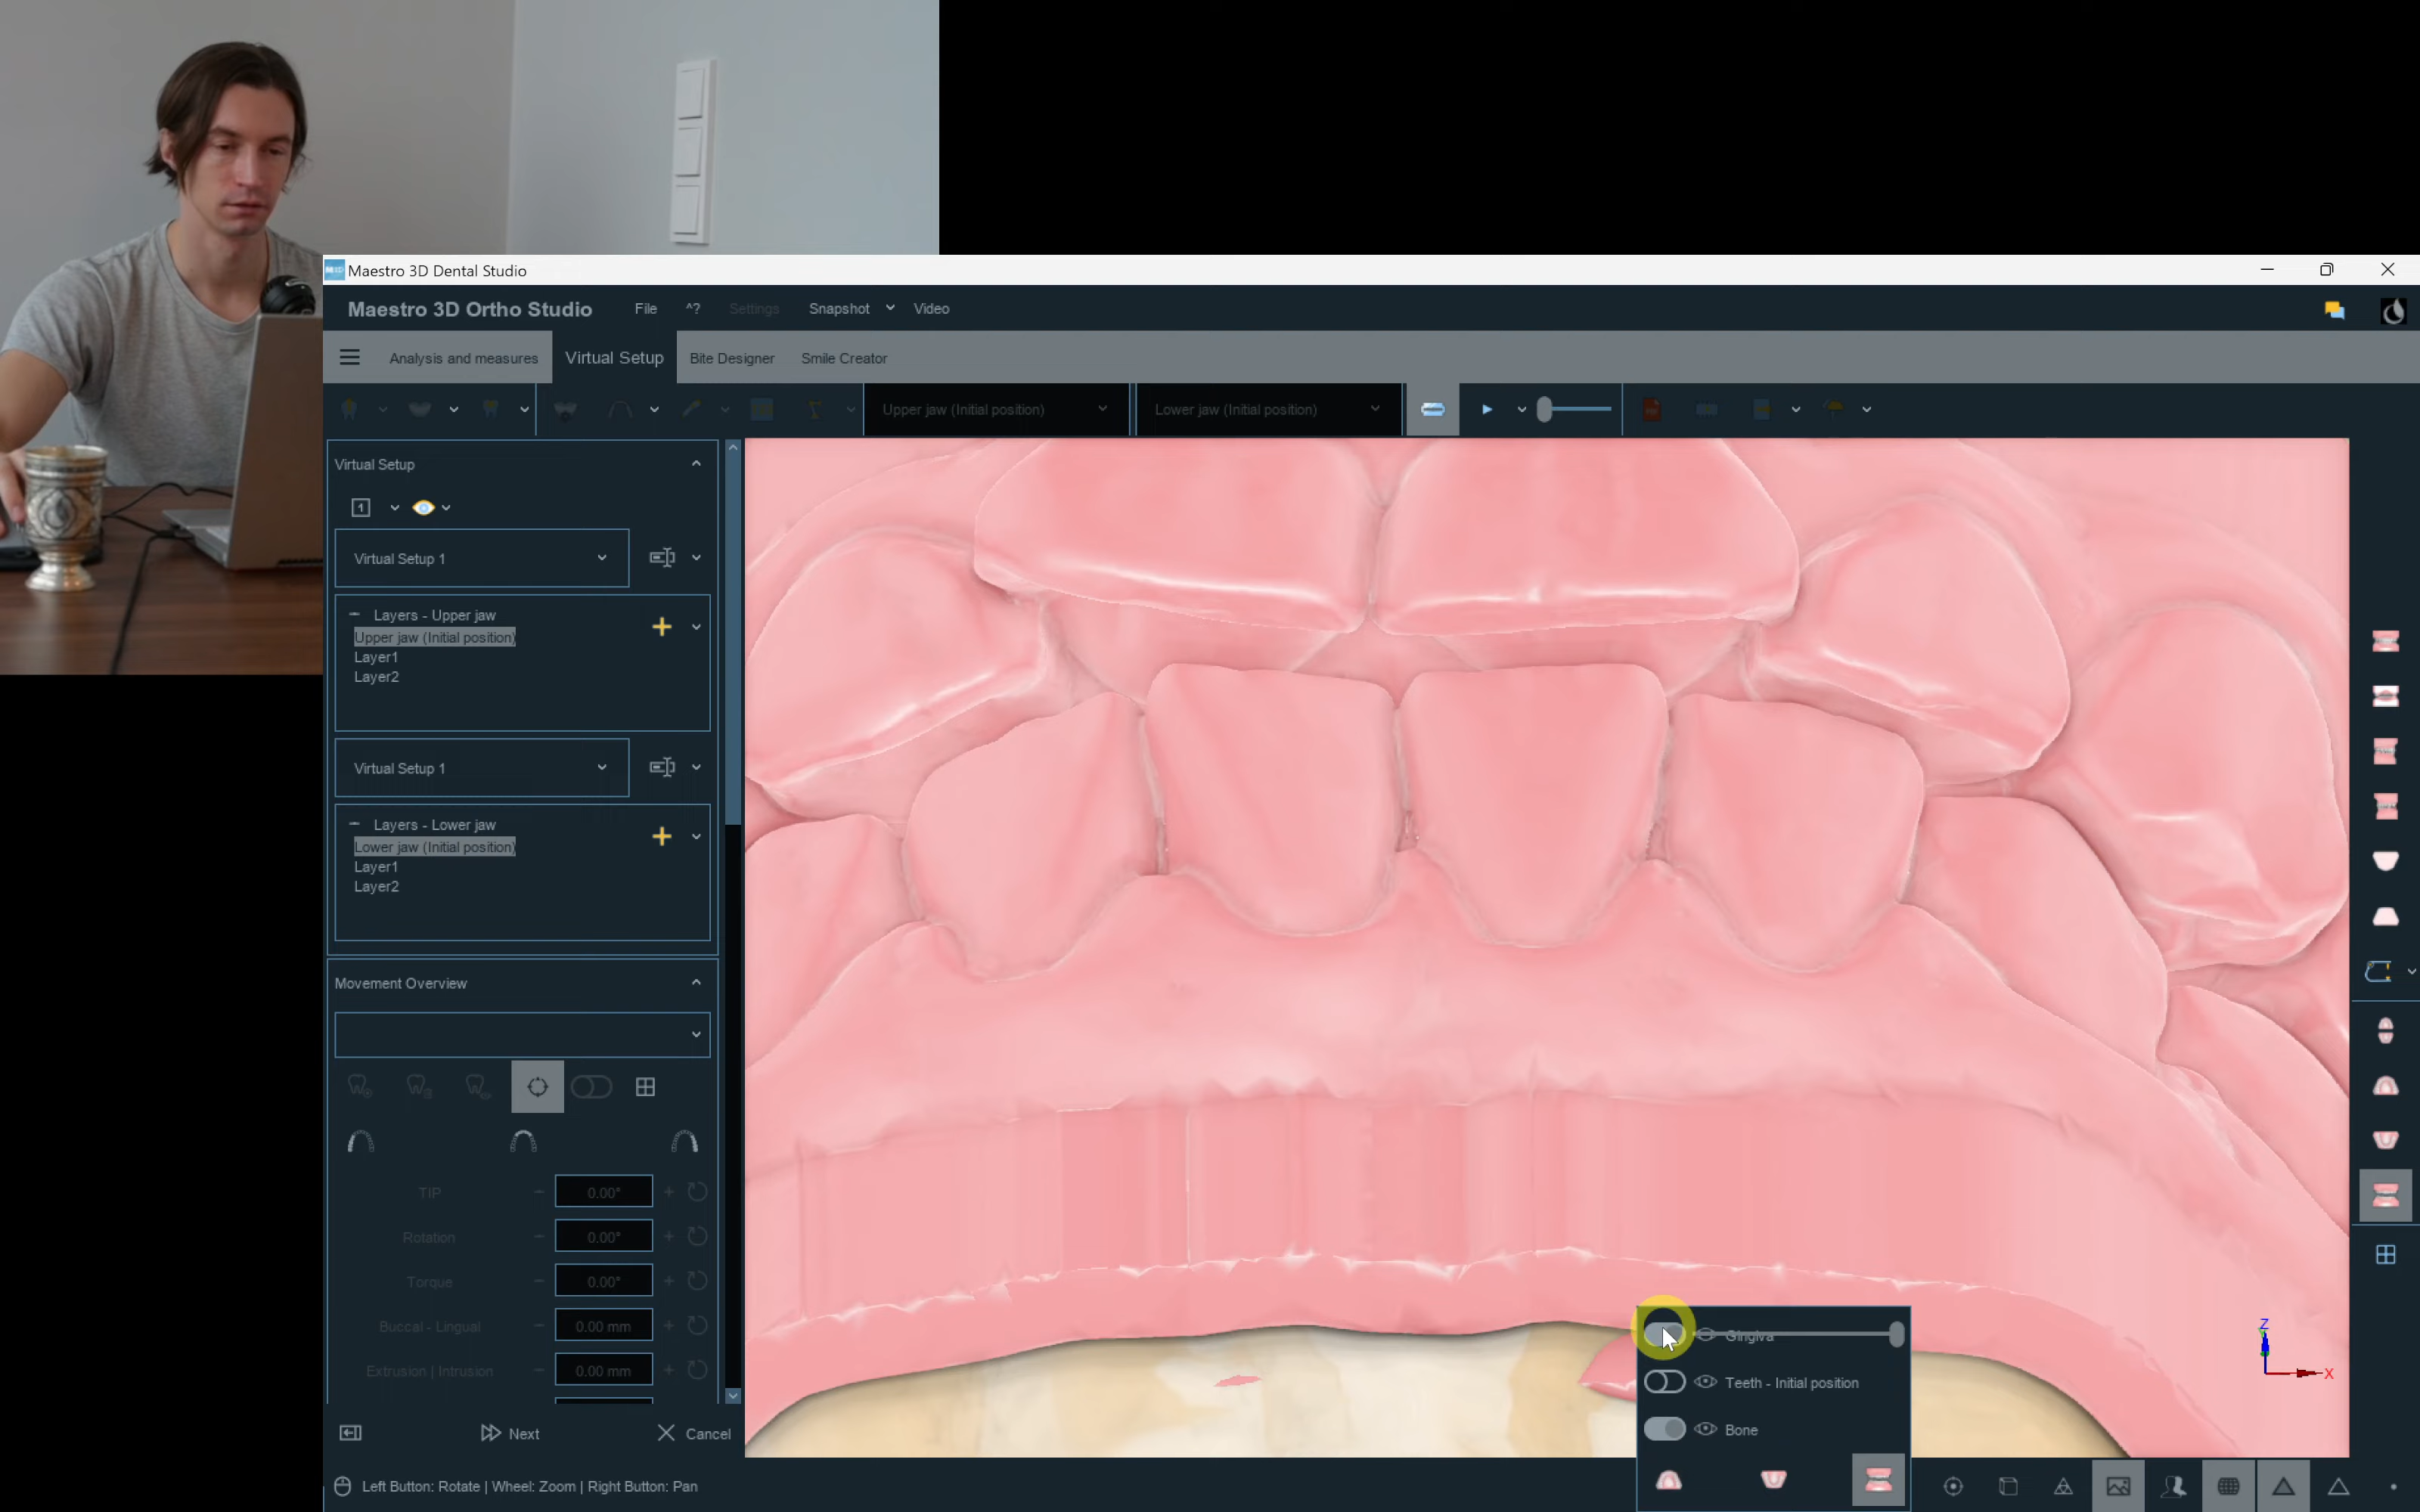 Maestro 3D Dental Studio
Maestro 3D Ortho Studio File ^? Settings Snapshot Video
Analysis and measures Virtual Setup Bite Designer Smile Creator
Upper jaw (Initial position) Lower jaw (Initial position)
Virtual Setup
1
Virtual Setup 1
Layers - Upper jaw
Upper jaw (Initial position)
Layer1
Layer2
Virtual Setup 1
Layers - Lower jaw
Lower jaw (Initial position)
Layer1
Layer2
Movement Overview
TIP 0.00°
Rotation 0.00°
Torque 0.00°
Buccal - Lingual 0.00 mm
Extrusion | Intrusion 0.00 mm
Next Cancel
Left Button: Rotate | Wheel: Zoom | Right Button: Pan
Gingiva
Teeth - Initial position
Bone
Z
X